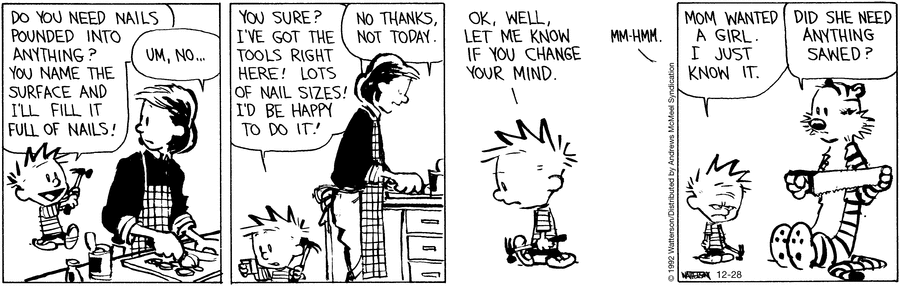 DO YOU NEED NAILS
POUNDED INTO
ANYTHING?
YOU NAME THE
SURFACE AND
I'LL FILL IT
FULL OF NAILS!
UM, NO...
YOU SURE?
I'VE GOT THE
TOOLS RIGHT
HERE! LOTS
OF NAIL SIZES!
I'D BE HAPPY
TO DO IT!
NO THANKS,
NOT TODAY.
OK, WELL,
LET ME KNOW
IF YOU CHANGE
YOUR MIND.
MM-HMM.
© 1992 Watterson/Distributed by Andrews McMeel Syndication
MOM WANTED
A GIRL.
I JUST
KNOW IT.
DID SHE NEED
ANYTHING
SAWED?
WATTERSON 12-28